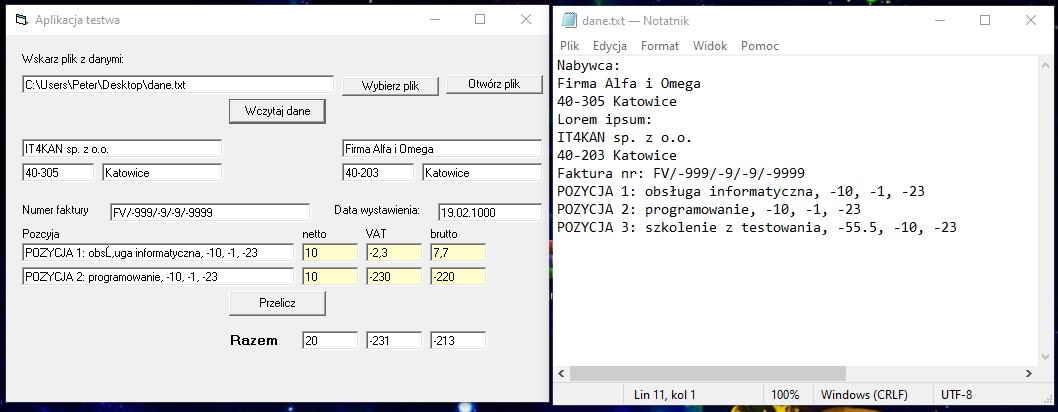 Aplikacja testwa
Wskarz plik z danymi:
C:\Users\Peter\Desktop\dane.txt
Wybierz plik
Otwórz plik
Wczytaj dane
IT4KAN sp. z o.o.
Firma Alfa i Omega
40-305
Katowice
40-203
Katowice
Numer faktury
FV/-999/-9/-9/-9999
Data wystawienia:
19.02.1000
Pozcyja
netto
VAT
brutto
POZYCJA 1: obsĹ‚uga informatyczna, -10, -1, -23
10
-2,3
7,7
POZYCJA 2: programowanie, -10, -1, -23
10
-230
-220
Przelicz
Razem
20
-231
-213
dane.txt — Notatnik
Plik Edycja Format Widok Pomoc
Nabywca:
Firma Alfa i Omega
40-305 Katowice
Lorem ipsum:
IT4KAN sp. z o.o.
40-203 Katowice
Faktura nr: FV/-999/-9/-9/-9999
POZYCJA 1: obsługa informatyczna, -10, -1, -23
POZYCJA 2: programowanie, -10, -1, -23
POZYCJA 3: szkolenie z testowania, -55.5, -10, -23
Lin 11, kol 1
100%
Windows (CRLF)
UTF-8